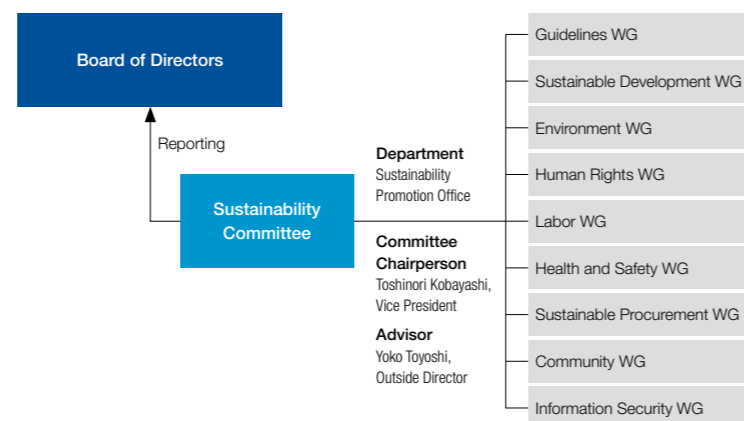 Board of Directors
Reporting
Sustainability
Committee
Department
Sustainability
Promotion Office
Committee
Chairperson
Toshinori Kobayashi,
Vice President
Advisor
Yoko Toyoshi,
Outside Director
Guidelines WG
Sustainable Development WG
Environment WG
Human Rights WG
Labor WG
Health and Safety WG
Sustainable Procurement WG
Community WG
Information Security WG